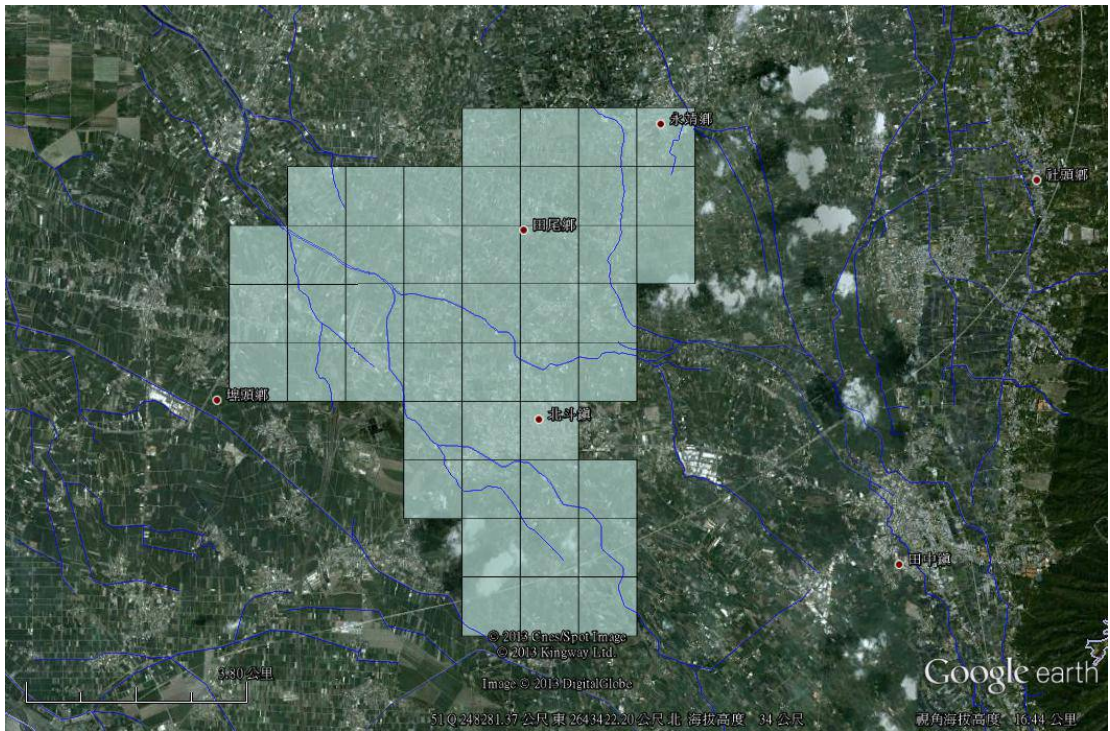 永靖鄉
社頭鄉
田尾鄉
埤頭鄉
北斗鎮
田中鎮
© 2013 Cnes/Spot Image
© 2013 Kingway Ltd.
Image © 2013 DigitalGlobe
3.80 公里
Google earth
51 Q 248281.37 公尺 東 2643422.20 公尺 北 海拔高度 34 公尺
視角海拔高度 16.44 公里